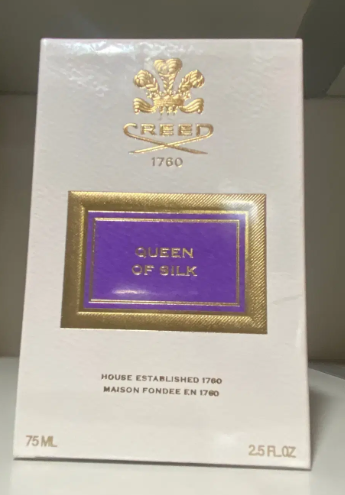 CREED
1760
QUEEN
OF SILK
HOUSE ESTABLISHED 1760
MAISON FONDEE EN 1760
75 ML
2.5 FL.OZ